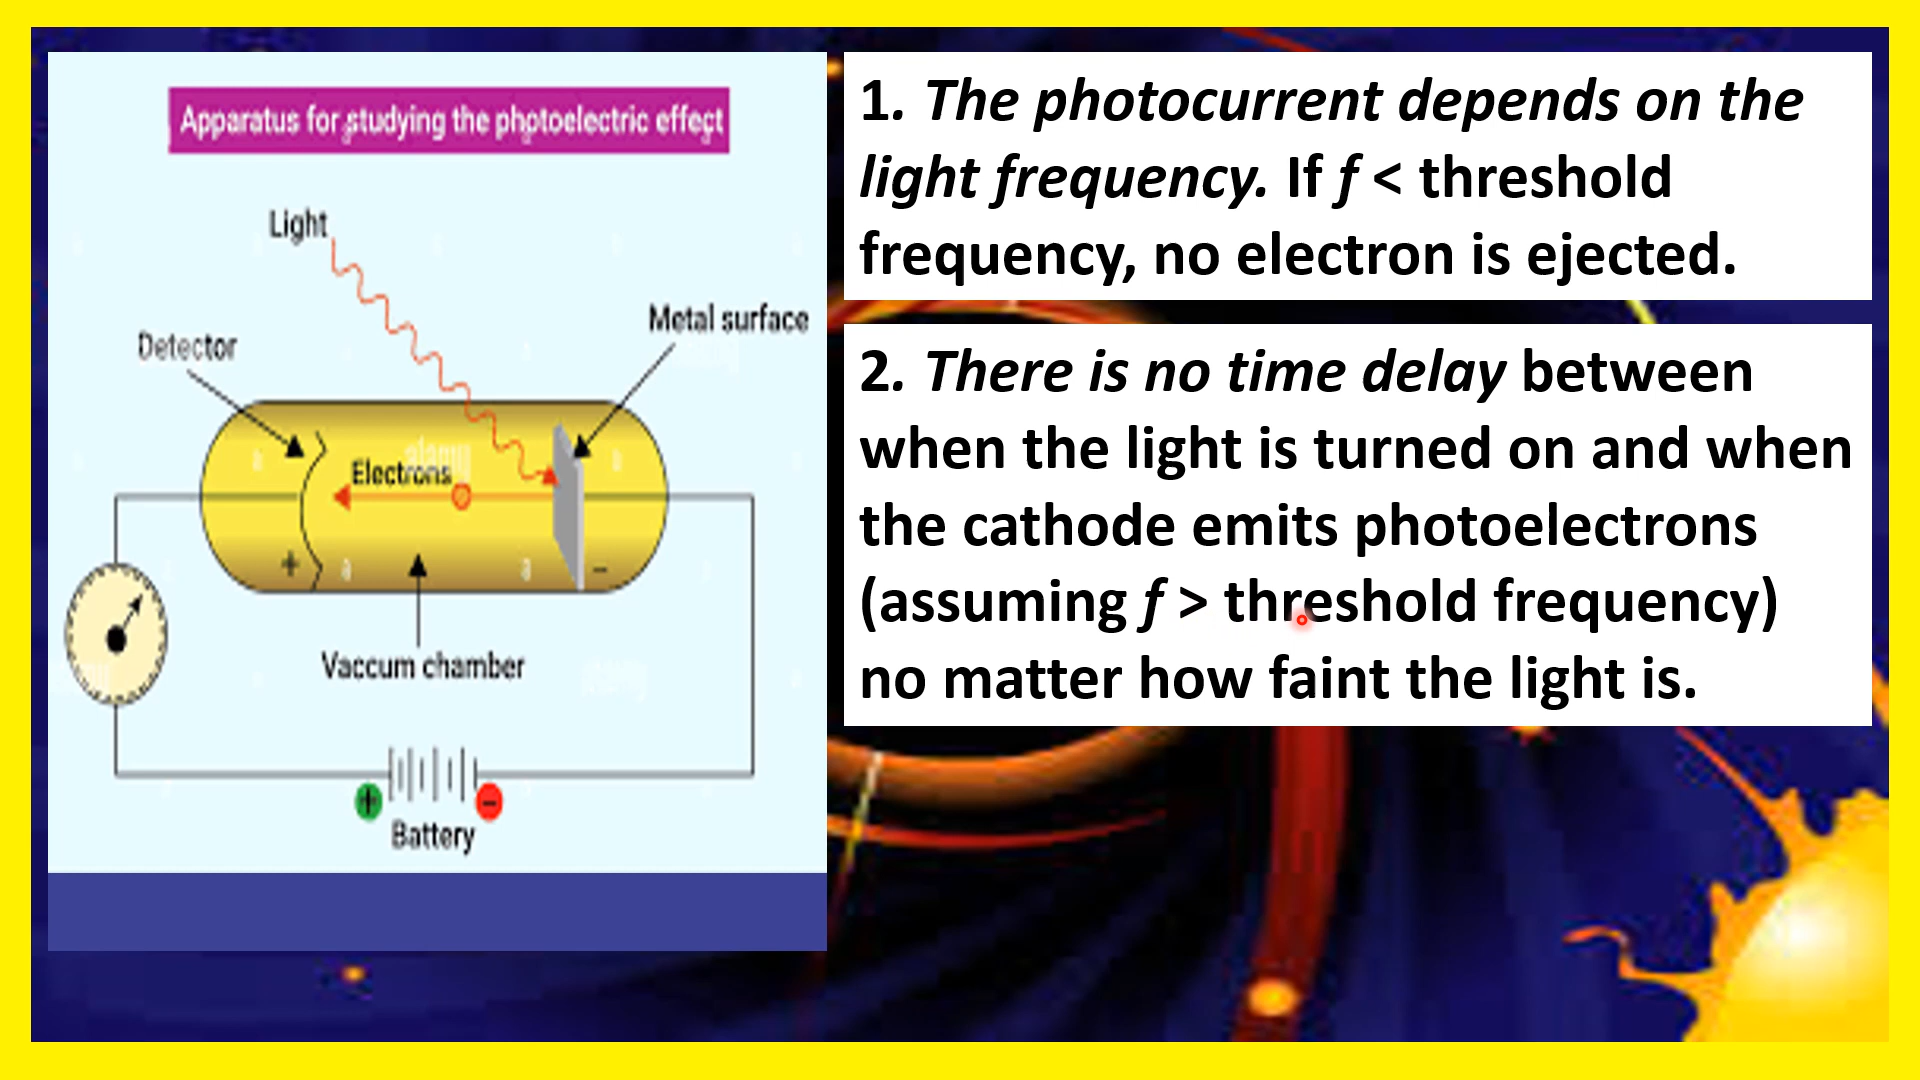 Apparatus for studying the photoelectric effect
Light
Metal surface
Detector
Electrons
+
−
Vaccum chamber
+
−
Battery
1. The photocurrent depends on the
light frequency. If f < threshold
frequency, no electron is ejected.
2. There is no time delay between
when the light is turned on and when
the cathode emits photoelectrons
(assuming f > threshold frequency)
no matter how faint the light is.